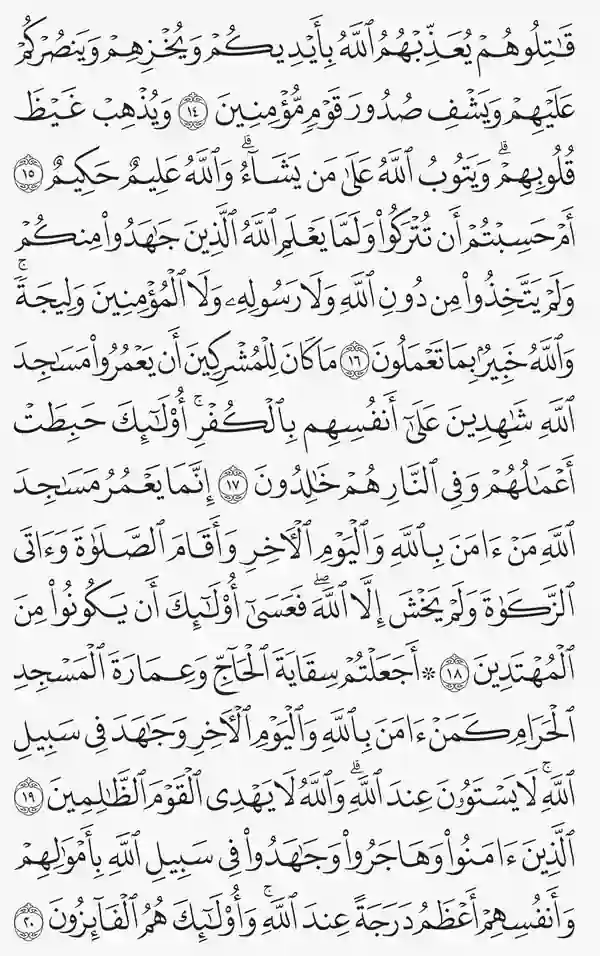 قَٰتِلُوهُمْ يُعَذِّبْهُمُ ٱللَّهُ بِأَيْدِيكُمْ وَيُخْزِهِمْ وَيَنصُرْكُمْ
عَلَيْهِمْ وَيَشْفِ صُدُورَ قَوْمٍ مُّؤْمِنِينَ ١٤ وَيُذْهِبْ غَيْظَ
قُلُوبِهِمْۗ وَيَتُوبُ ٱللَّهُ عَلَىٰ مَن يَشَآءُۗ وَٱللَّهُ عَلِيمٌ حَكِيمٌ ١٥
أَمْ حَسِبْتُمْ أَن تُتْرَكُوا۟ وَلَمَّا يَعْلَمِ ٱللَّهُ ٱلَّذِينَ جَٰهَدُوا۟ مِنكُمْ
وَلَمْ يَتَّخِذُوا۟ مِن دُونِ ٱللَّهِ وَلَا رَسُولِهِۦ وَلَا ٱلْمُؤْمِنِينَ وَلِيجَةًۚ
وَٱللَّهُ خَبِيرٌۢ بِمَا تَعْمَلُونَ ١٦ مَا كَانَ لِلْمُشْرِكِينَ أَن يَعْمُرُوا۟ مَسَٰجِدَ
ٱللَّهِ شَٰهِدِينَ عَلَىٰٓ أَنفُسِهِم بِٱلْكُفْرِۚ أُو۟لَٰٓئِكَ حَبِطَتْ
أَعْمَٰلُهُمْ وَفِى ٱلنَّارِ هُمْ خَٰلِدُونَ ١٧ إِنَّمَا يَعْمُرُ مَسَٰجِدَ
ٱللَّهِ مَنْ ءَامَنَ بِٱللَّهِ وَٱلْيَوْمِ ٱلْءَاخِرِ وَأَقَامَ ٱلصَّلَوٰةَ وَءَاتَى
ٱلزَّكَوٰةَ وَلَمْ يَخْشَ إِلَّا ٱللَّهَۖ فَعَسَىٰٓ أُو۟لَٰٓئِكَ أَن يَكُونُوا۟ مِنَ
ٱلْمُهْتَدِينَ ١٨ ۞ أَجَعَلْتُمْ سِقَايَةَ ٱلْحَآجِّ وَعِمَارَةَ ٱلْمَسْجِدِ
ٱلْحَرَامِ كَمَنْ ءَامَنَ بِٱللَّهِ وَٱلْيَوْمِ ٱلْءَاخِرِ وَجَٰهَدَ فِى سَبِيلِ
ٱللَّهِۚ لَا يَسْتَوُۥنَ عِندَ ٱللَّهِۗ وَٱللَّهُ لَا يَهْدِى ٱلْقَوْمَ ٱلظَّٰلِمِينَ ١٩
ٱلَّذِينَ ءَامَنُوا۟ وَهَاجَرُوا۟ وَجَٰهَدُوا۟ فِى سَبِيلِ ٱللَّهِ بِأَمْوَٰلِهِمْ
وَأَنفُسِهِمْ أَعْظَمُ دَرَجَةً عِندَ ٱللَّهِۚ وَأُو۟لَٰٓئِكَ هُمُ ٱلْفَآئِزُونَ ٢٠